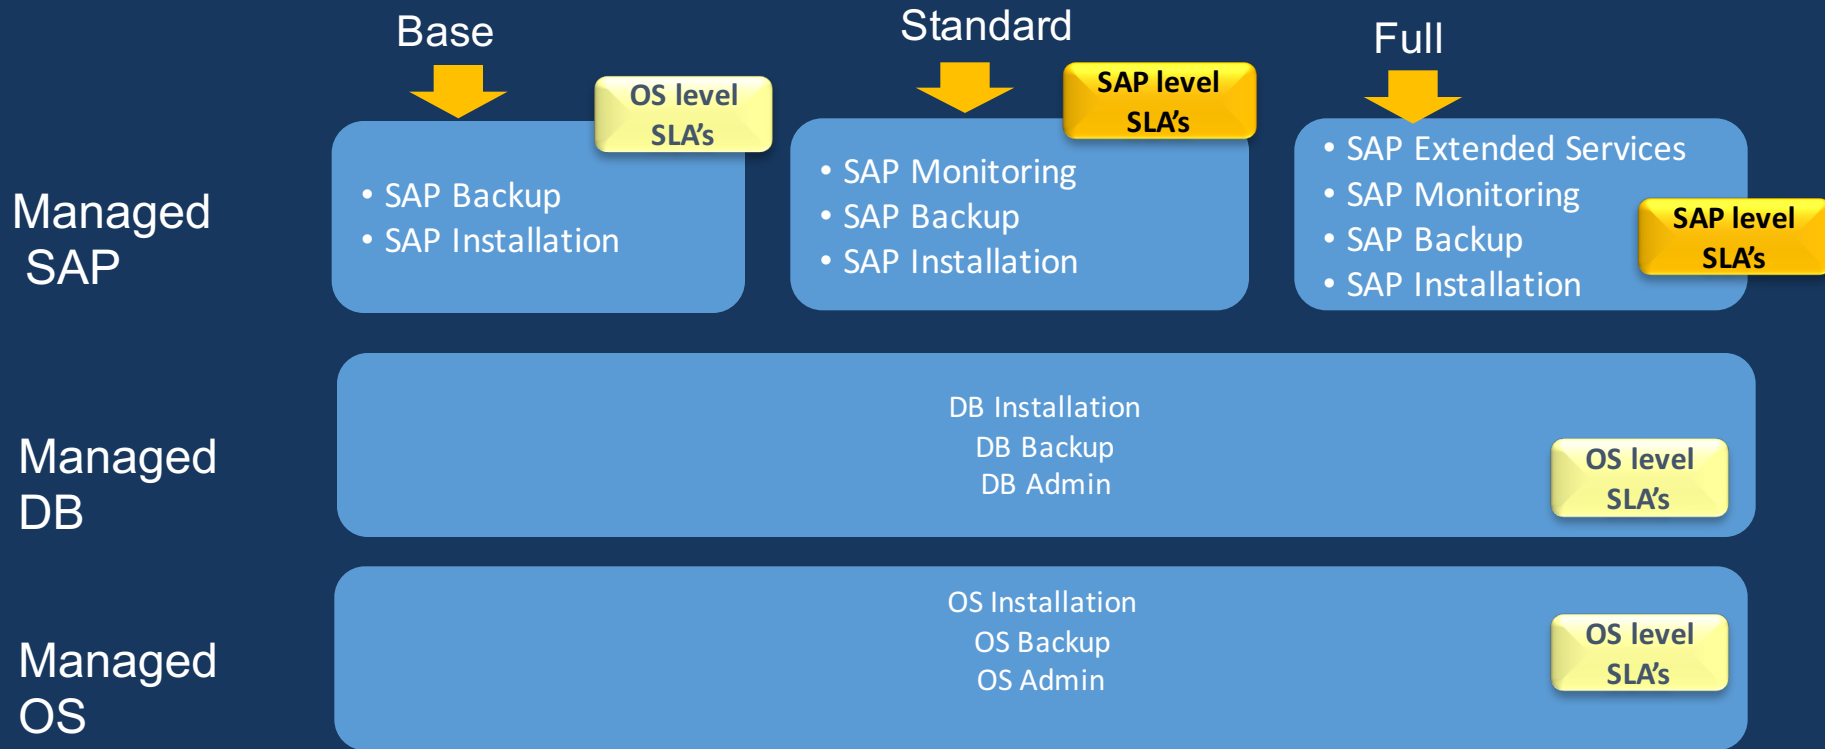 Base
Standard
Full
OS level
SLA's
SAP level
SLA's
Managed
SAP
• SAP Backup
• SAP Installation
• SAP Monitoring
• SAP Backup
• SAP Installation
• SAP Extended Services
• SAP Monitoring
• SAP Backup
• SAP Installation
SAP level
SLA's
Managed
DB
DB Installation
DB Backup
DB Admin
OS level
SLA's
Managed
OS
OS Installation
OS Backup
OS Admin
OS level
SLA's